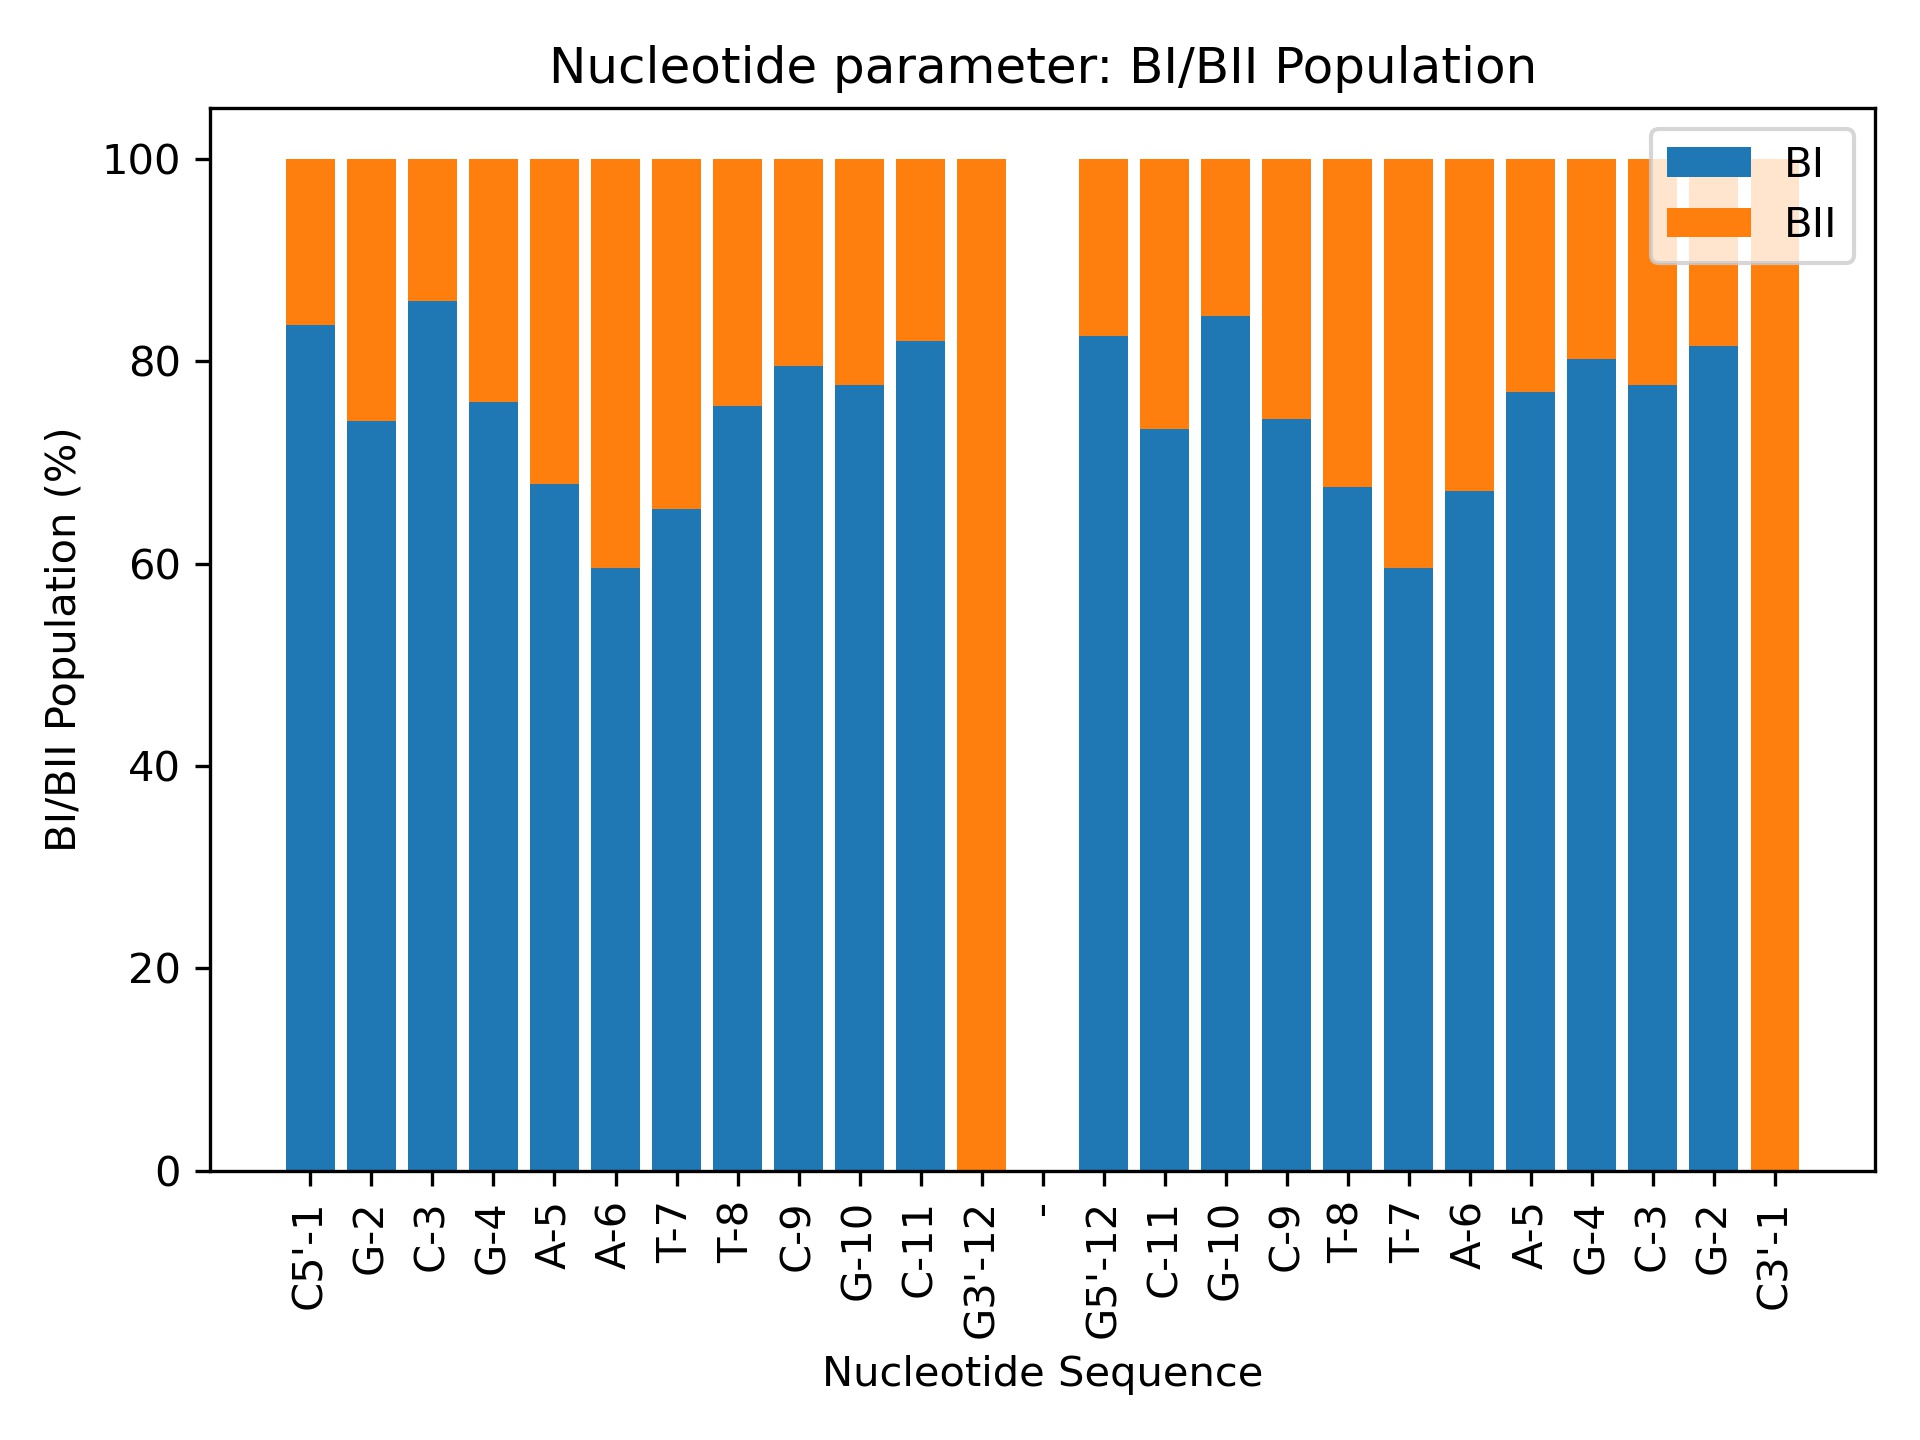 Nucleotide parameter: BI/BII Population
BI
BII
BI/BII Population (%)
100
80
60
40
20
0
C5'-1
G-2
C-3
G-4
A-5
A-6
T-7
T-8
C-9
G-10
C-11
G3'-12
-
G5'-12
C-11
G-10
C-9
T-8
T-7
A-6
A-5
G-4
C-3
G-2
C3'-1
Nucleotide Sequence